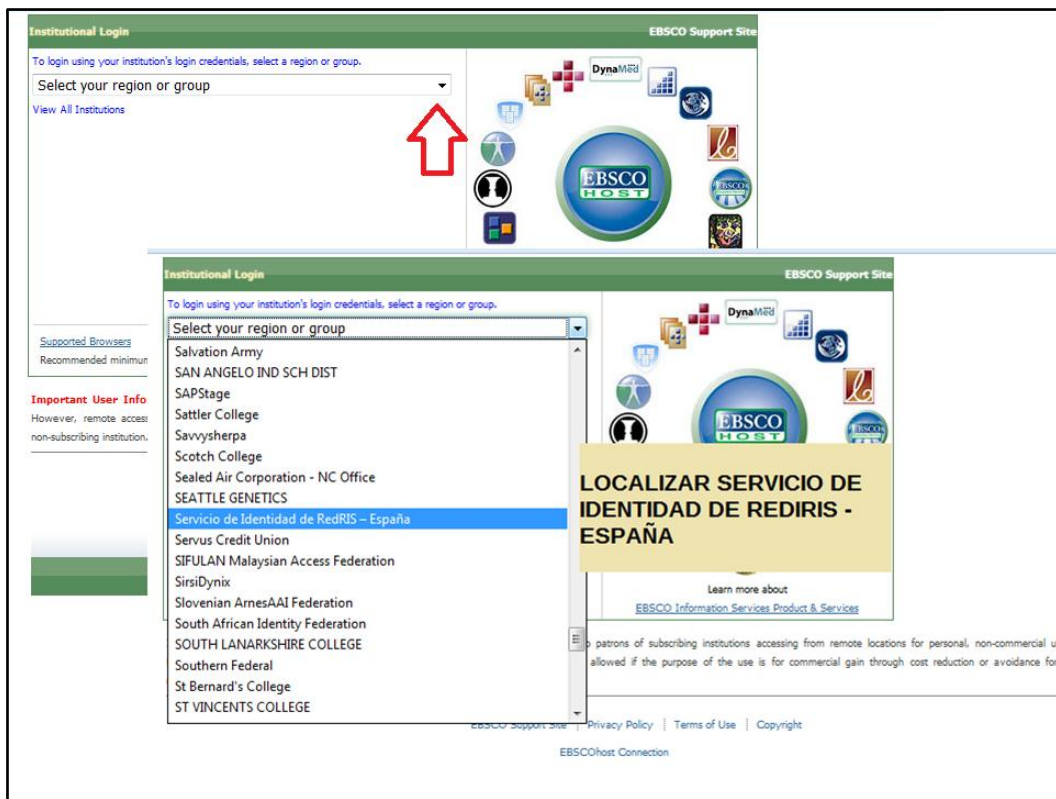 Institutional Login
EBSCO Support Site
To login using your institution's login credentials, select a region or group.
Select your region or group
View All Institutions
DynaMed
EBSCO
HOST
EBSCO
Supported Browsers
Recommended minimum
Important User Info
However, remote access
non-subscribing institution.
Institutional Login
EBSCO Support Site
To login using your institution's login credentials, select a region or group.
Select your region or group
Salvation Army
SAN ANGELO IND SCH DIST
SAPStage
Sattler College
Savvysherpa
Scotch College
Sealed Air Corporation - NC Office
SEATTLE GENETICS
Servicio de Identidad de RedRIS – España
Servus Credit Union
SIFULAN Malaysian Access Federation
SirsiDynix
Slovenian ArnesAAI Federation
South African Identity Federation
SOUTH LANARKSHIRE COLLEGE
Southern Federal
St Bernard's College
ST VINCENTS COLLEGE
DynaMed
EBSCO
HOST
EBSCO
LOCALIZAR SERVICIO DE
IDENTIDAD DE REDIRIS -
ESPAÑA
Learn more about
EBSCO Information Services Product & Services
patrons of subscribing institutions accessing from remote locations for personal, non-commercial u
allowed if the purpose of the use is for commercial gain through cost reduction or avoidance for
EBSCO Support Site | Privacy Policy | Terms of Use | Copyright
EBSCOhost Connection